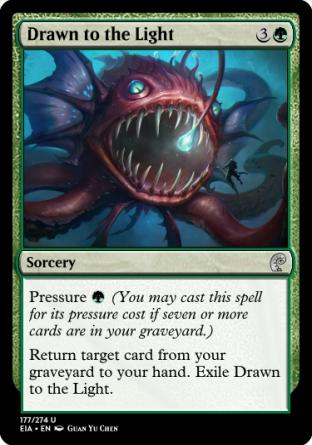 Drawn to the Light 3
Sorcery
Pressure (You may cast this spell
for its pressure cost if seven or more
cards are in your graveyard.)
Return target card from your
graveyard to your hand. Exile Drawn
to the Light.
177/274 U
EIA • EN Guan Yu Chen